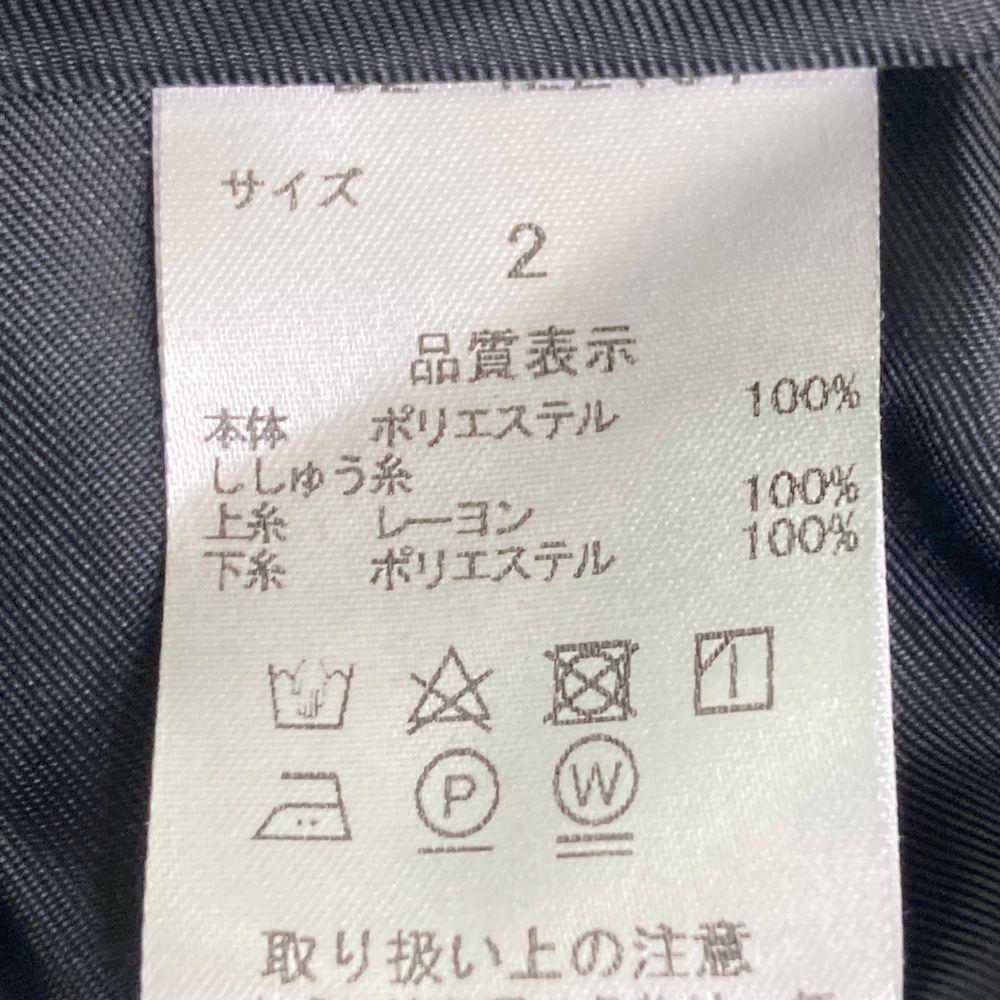 サイズ
2
品質表示
本体 ポリエステル 100%
ししゅう糸
上糸 レーヨン 100%
下糸 ポリエステル 100%
P W
取り扱い上の注意